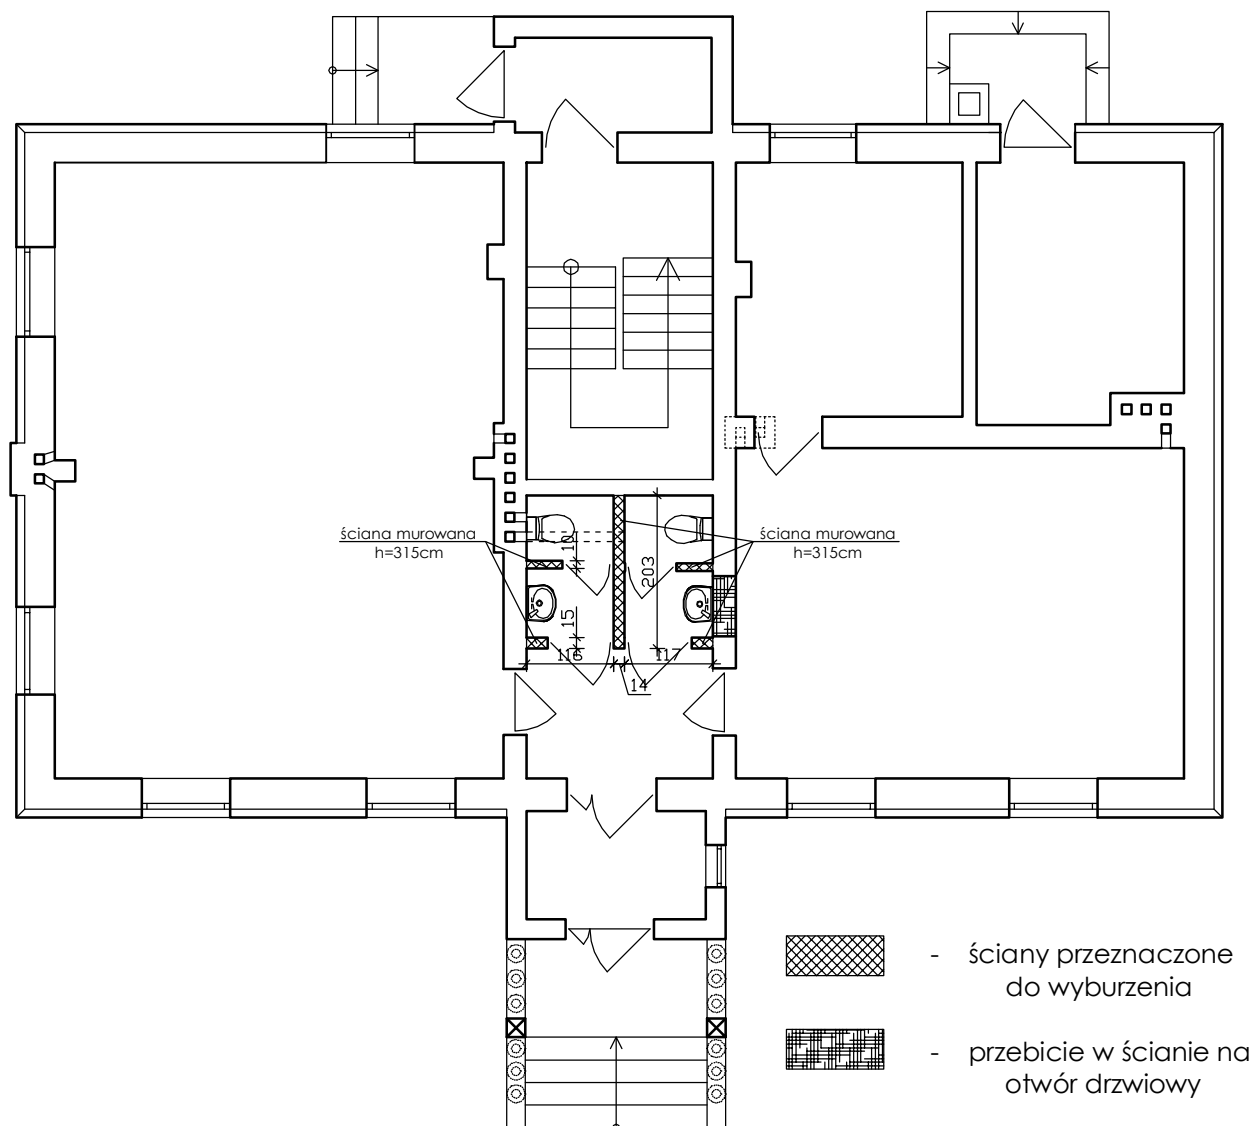 ściana murowana
h=315cm
ściana murowana
h=315cm
10
203
15
116
117
14
- ściany przeznaczone
do wyburzenia
- przebicie w ścianie na
otwór drzwiowy